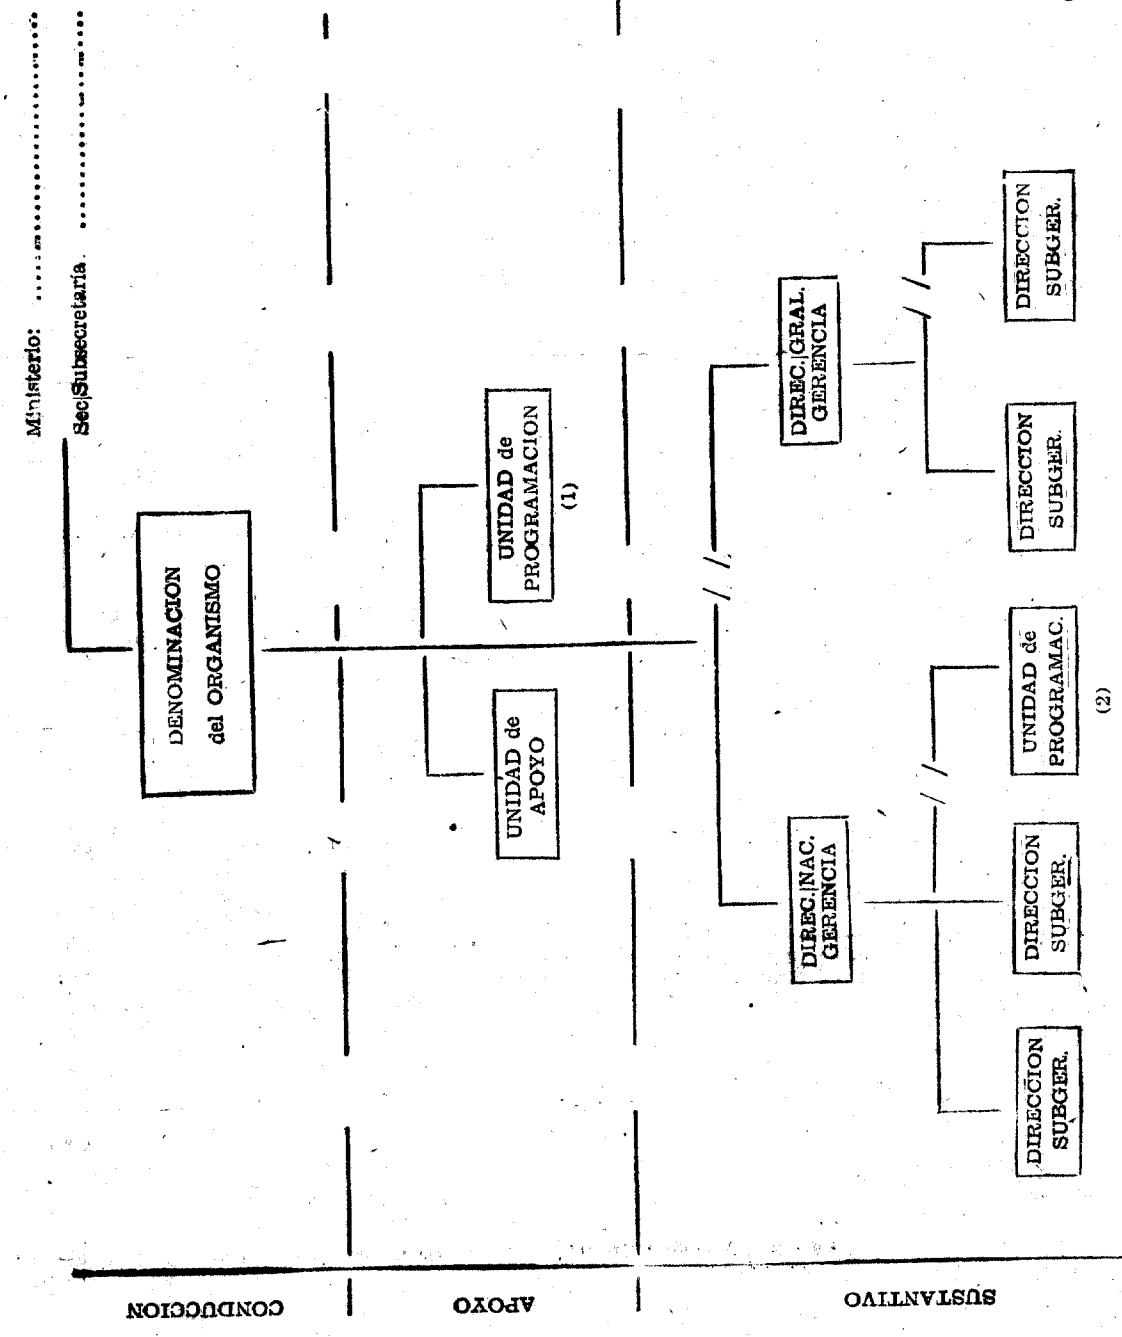 Ministerio: ........................
Sec|Subsecretaría. ....................
CONDUCCION
DENOMINACION
del ORGANISMO
APOYO
UNIDAD de
APOYO
UNIDAD de
PROGRAMACION
(1)
SUSTANTIVO
DIREC.|NAC.
GERENCIA
DIREC.|GRAL.
GERENCIA
DIRECCION
SUBGER.
DIRECCION
SUBGER.
UNIDAD de
PROGRAMAC.
(2)
DIRECCION
SUBGER.
DIRECCION
SUBGER.